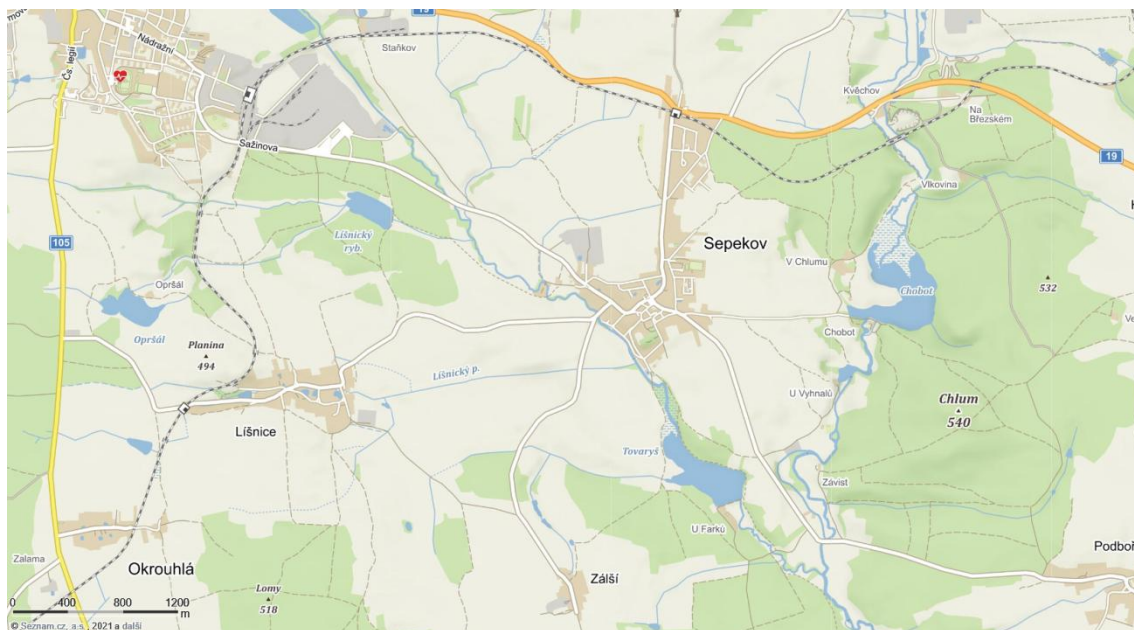 Nádražní
Čs. legií
19
Staňkov
Kvěchov
Na
Březském
Sažinova
19
Vlkovina
Líšnický
ryb.
105
Sepekov
V Chlumu
Opršál
Chobot
532
Opršál
Planina
494
Chobot
Líšnický p.
U Vyhnalů
Chlum
540
Líšnice
Tovaryš
Závist
U Farků
Zalama
Okrouhlá
Lomy
518
Zálší
Podboř
0 400 800 1200
m
© Seznam.cz, a.s., 2021 a další